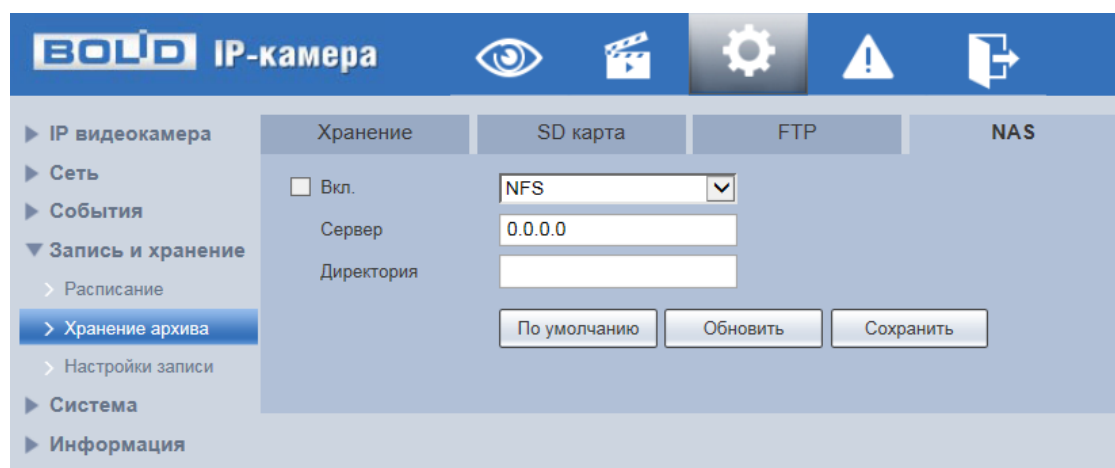 BOLID IP-камера
IP видеокамера
Сеть
События
Запись и хранение
Расписание
Хранение архива
Настройки записи
Система
Информация
Хранение SD карта FTP NAS
Вкл. NFS
Сервер 0.0.0.0
Директория
По умолчанию Обновить Сохранить